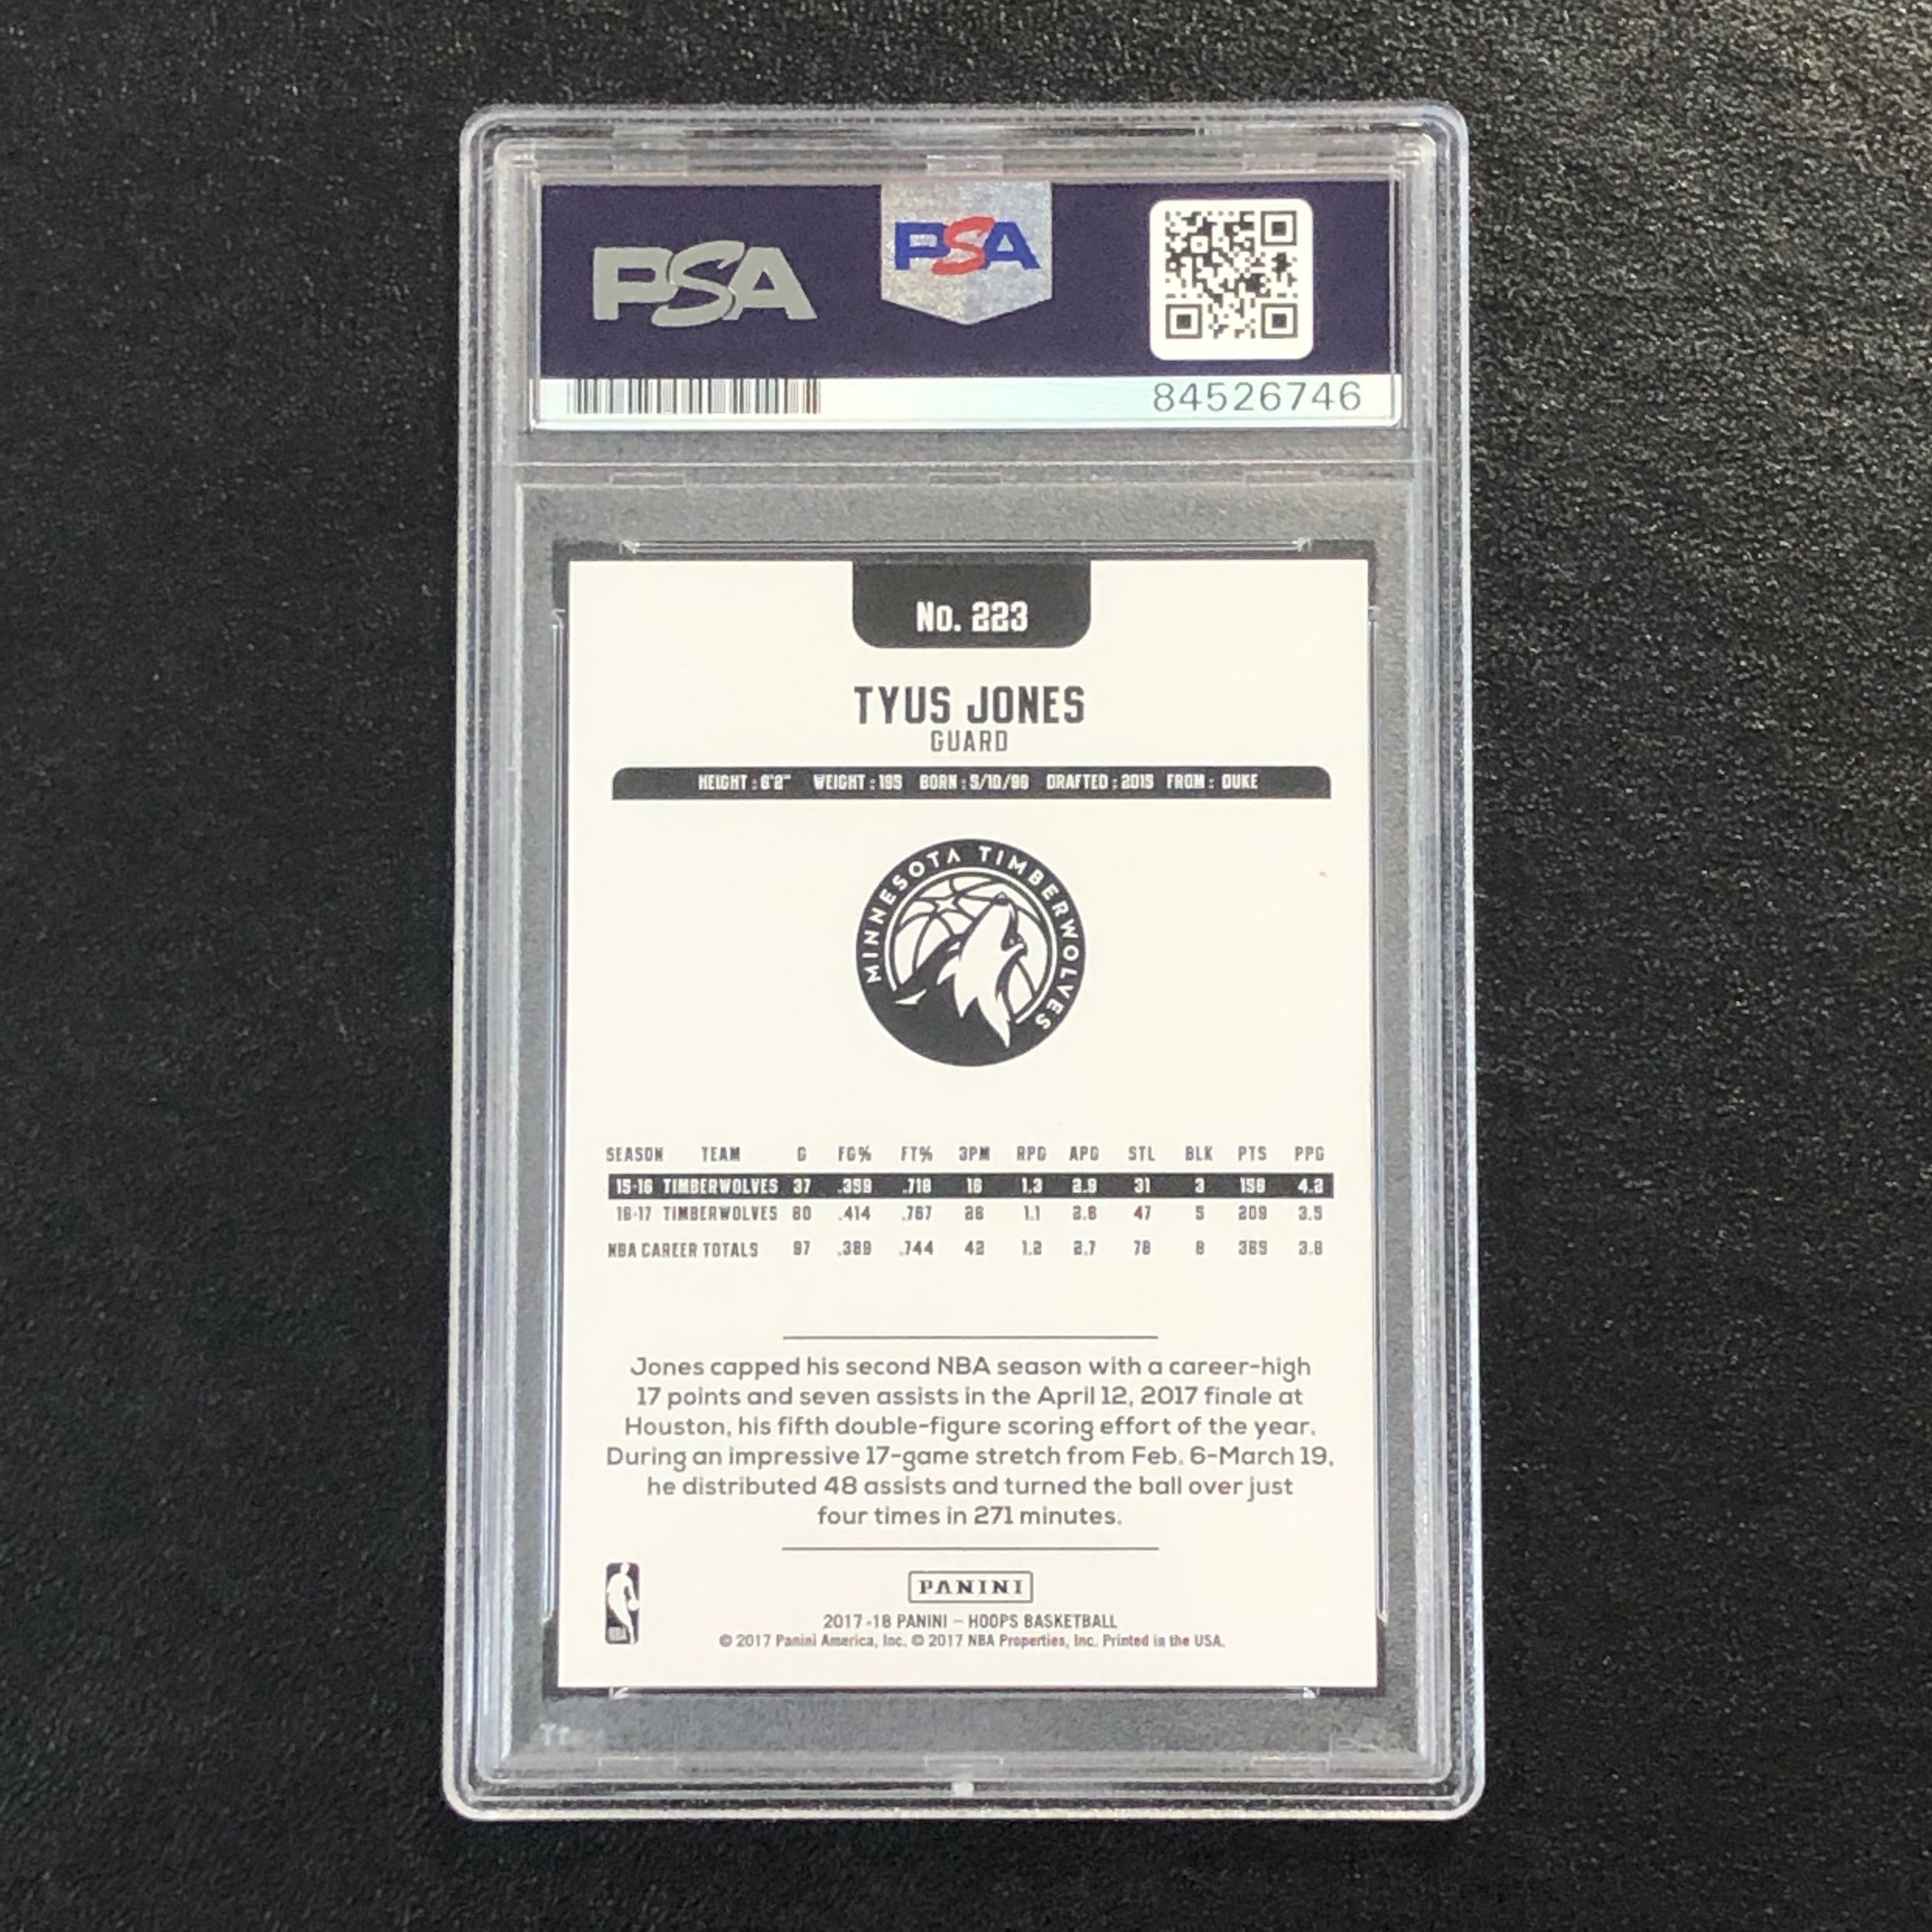 PSA
PSA
84526746
No. 223
TYUS JONES
GUARD
HEIGHT : 6'2" WEIGHT : 195 BORN : 5/10/96 DRAFTED : 2015 FROM : DUKE
MINNESOTA TIMBERWOLVES
SEASON TEAM G FG% FT% 3PM RPG APG STL BLK PTS PPG
15-16 TIMBERWOLVES 37 .359 .718 16 1.3 2.9 31 3 156 4.2
16-17 TIMBERWOLVES 60 .414 .767 26 1.1 2.6 47 5 209 3.5
NBA CAREER TOTALS 97 .389 .744 42 1.2 2.7 78 8 365 3.8
Jones capped his second NBA season with a career-high
17 points and seven assists in the April 12, 2017 finale at
Houston, his fifth double-figure scoring effort of the year.
During an impressive 17-game stretch from Feb. 6-March 19,
he distributed 48 assists and turned the ball over just
four times in 271 minutes.
PANINI
2017-18 PANINI – HOOPS BASKETBALL
© 2017 Panini America, Inc. © 2017 NBA Properties, Inc. Printed in the USA.